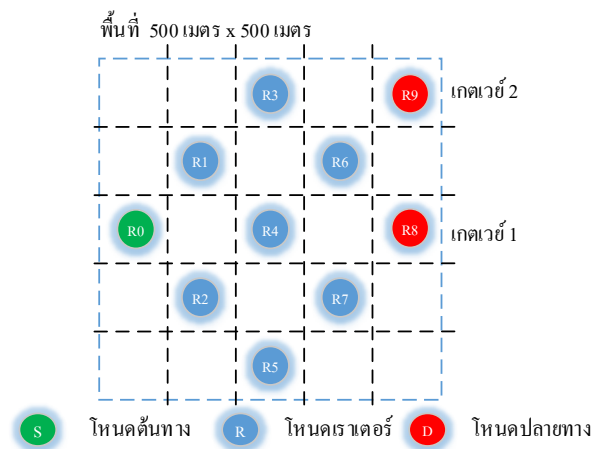 พื้นที่ 500 เมตร x 500 เมตร
R3
R9
เกตเวย์ 2
R1
R6
R0
R4
R8
เกตเวย์ 1
R2
R7
R5
S
โหนดต้นทาง
R
โหนดเราเตอร์
D
โหนดปลายทาง